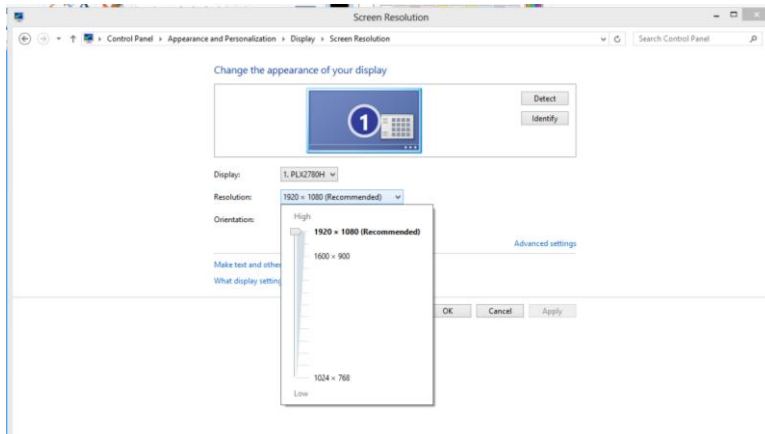 Screen Resolution
Control Panel › Appearance and Personalization › Display › Screen Resolution
Search Control Panel
Change the appearance of your display
1
Detect
Identify
Display:
1. PLX2780H
Resolution:
1920 × 1080 (Recommended)
Orientation:
High
1920 × 1080 (Recommended)
1600 × 900
1024 × 768
Low
Advanced settings
Make text and other
What display setting
OK
Cancel
Apply